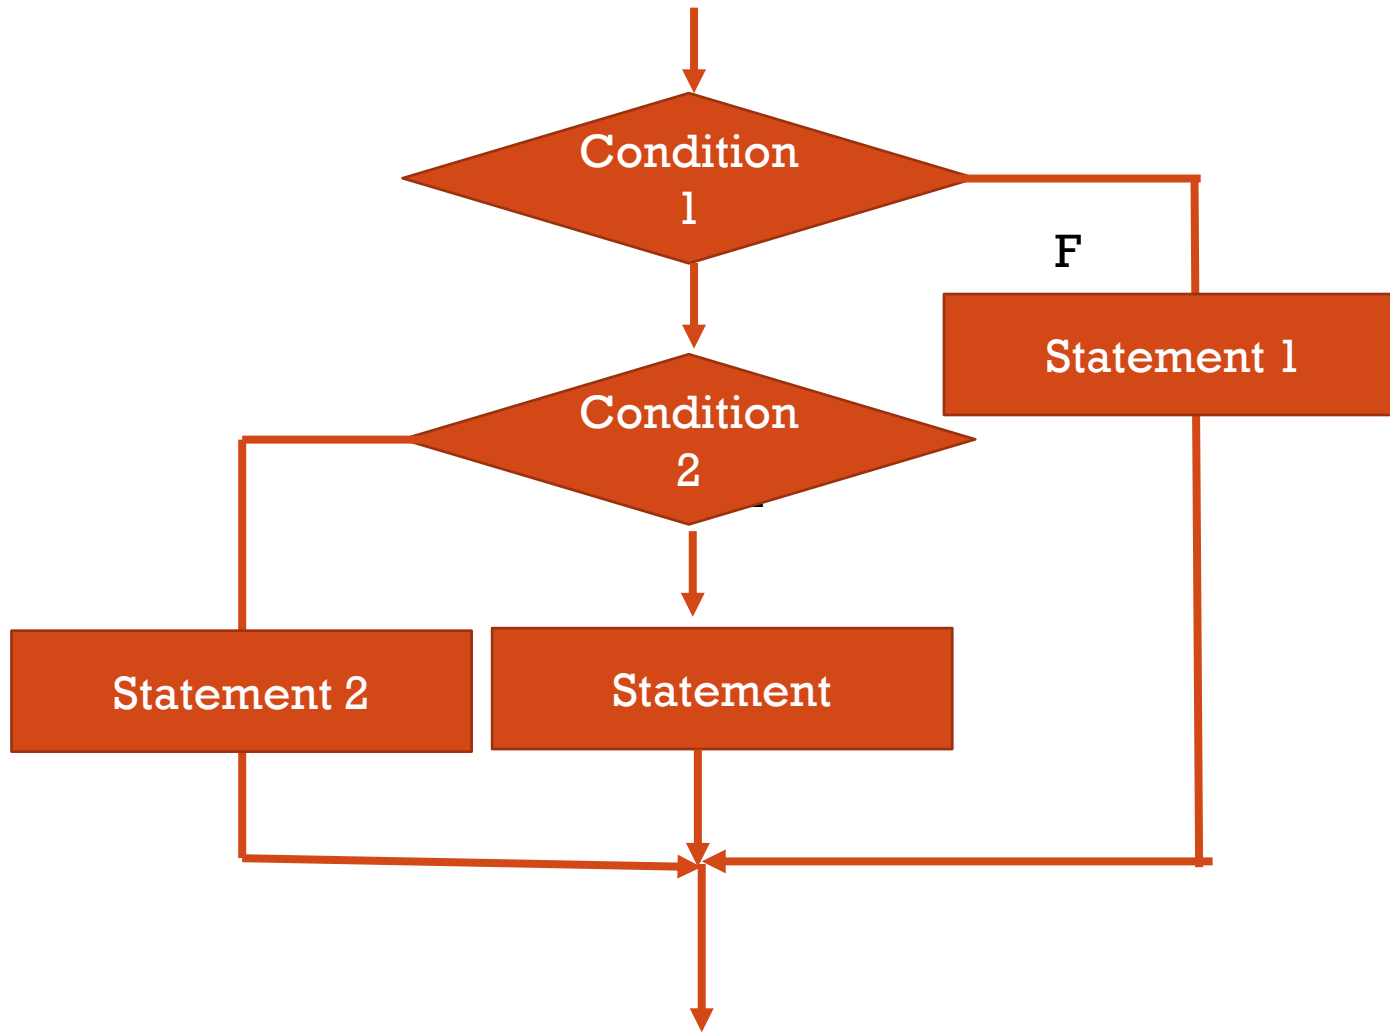 Condition
1
F
Statement 1
Condition
2
Statement 2
Statement